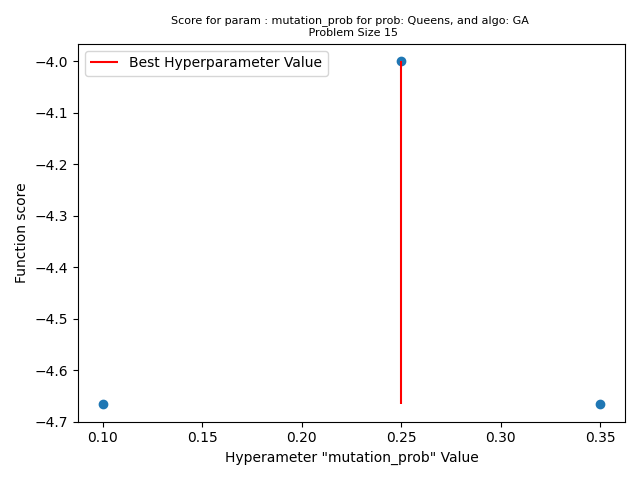 Score for param : mutation_prob for prob: Queens, and algo: GA
Problem Size 15
Best Hyperparameter Value
Function score
−4.0
−4.1
−4.2
−4.3
−4.4
−4.5
−4.6
−4.7
0.10 0.15 0.20 0.25 0.30 0.35
Hyperameter "mutation_prob" Value